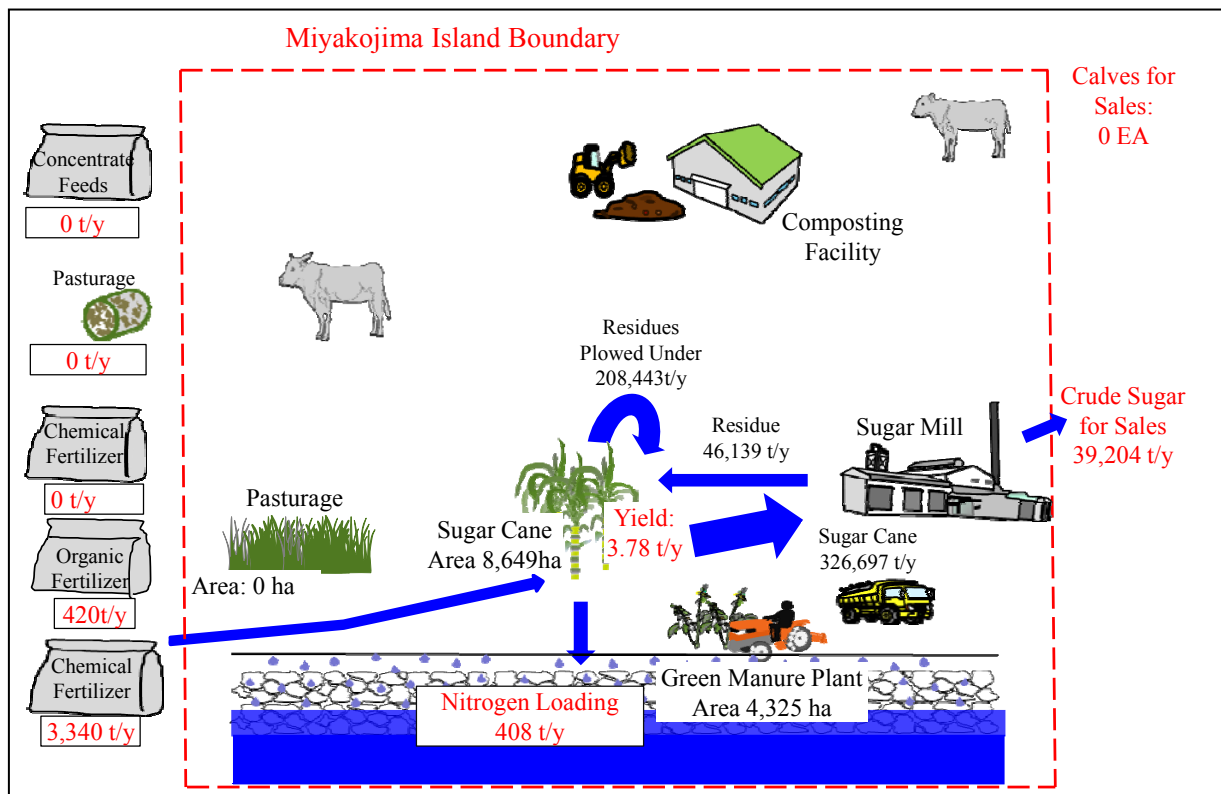 Miyakojima Island Boundary
Calves for
Sales:
0 EA
Concentrate
Feeds
0 t/y
Composting
Facility
Pasturage
0 t/y
Residues
Plowed Under
208,443t/y
Chemical
Fertilizer
0 t/y
Residue
46,139 t/y
Sugar Mill
Crude Sugar
for Sales
39,204 t/y
Pasturage
Area: 0 ha
Sugar Cane
Area 8,649ha
Yield:
3.78 t/y
Sugar Cane
326,697 t/y
Organic
Fertilizer
420t/y
Chemical
Fertilizer
3,340 t/y
Green Manure Plant
Area 4,325 ha
Nitrogen Loading
408 t/y